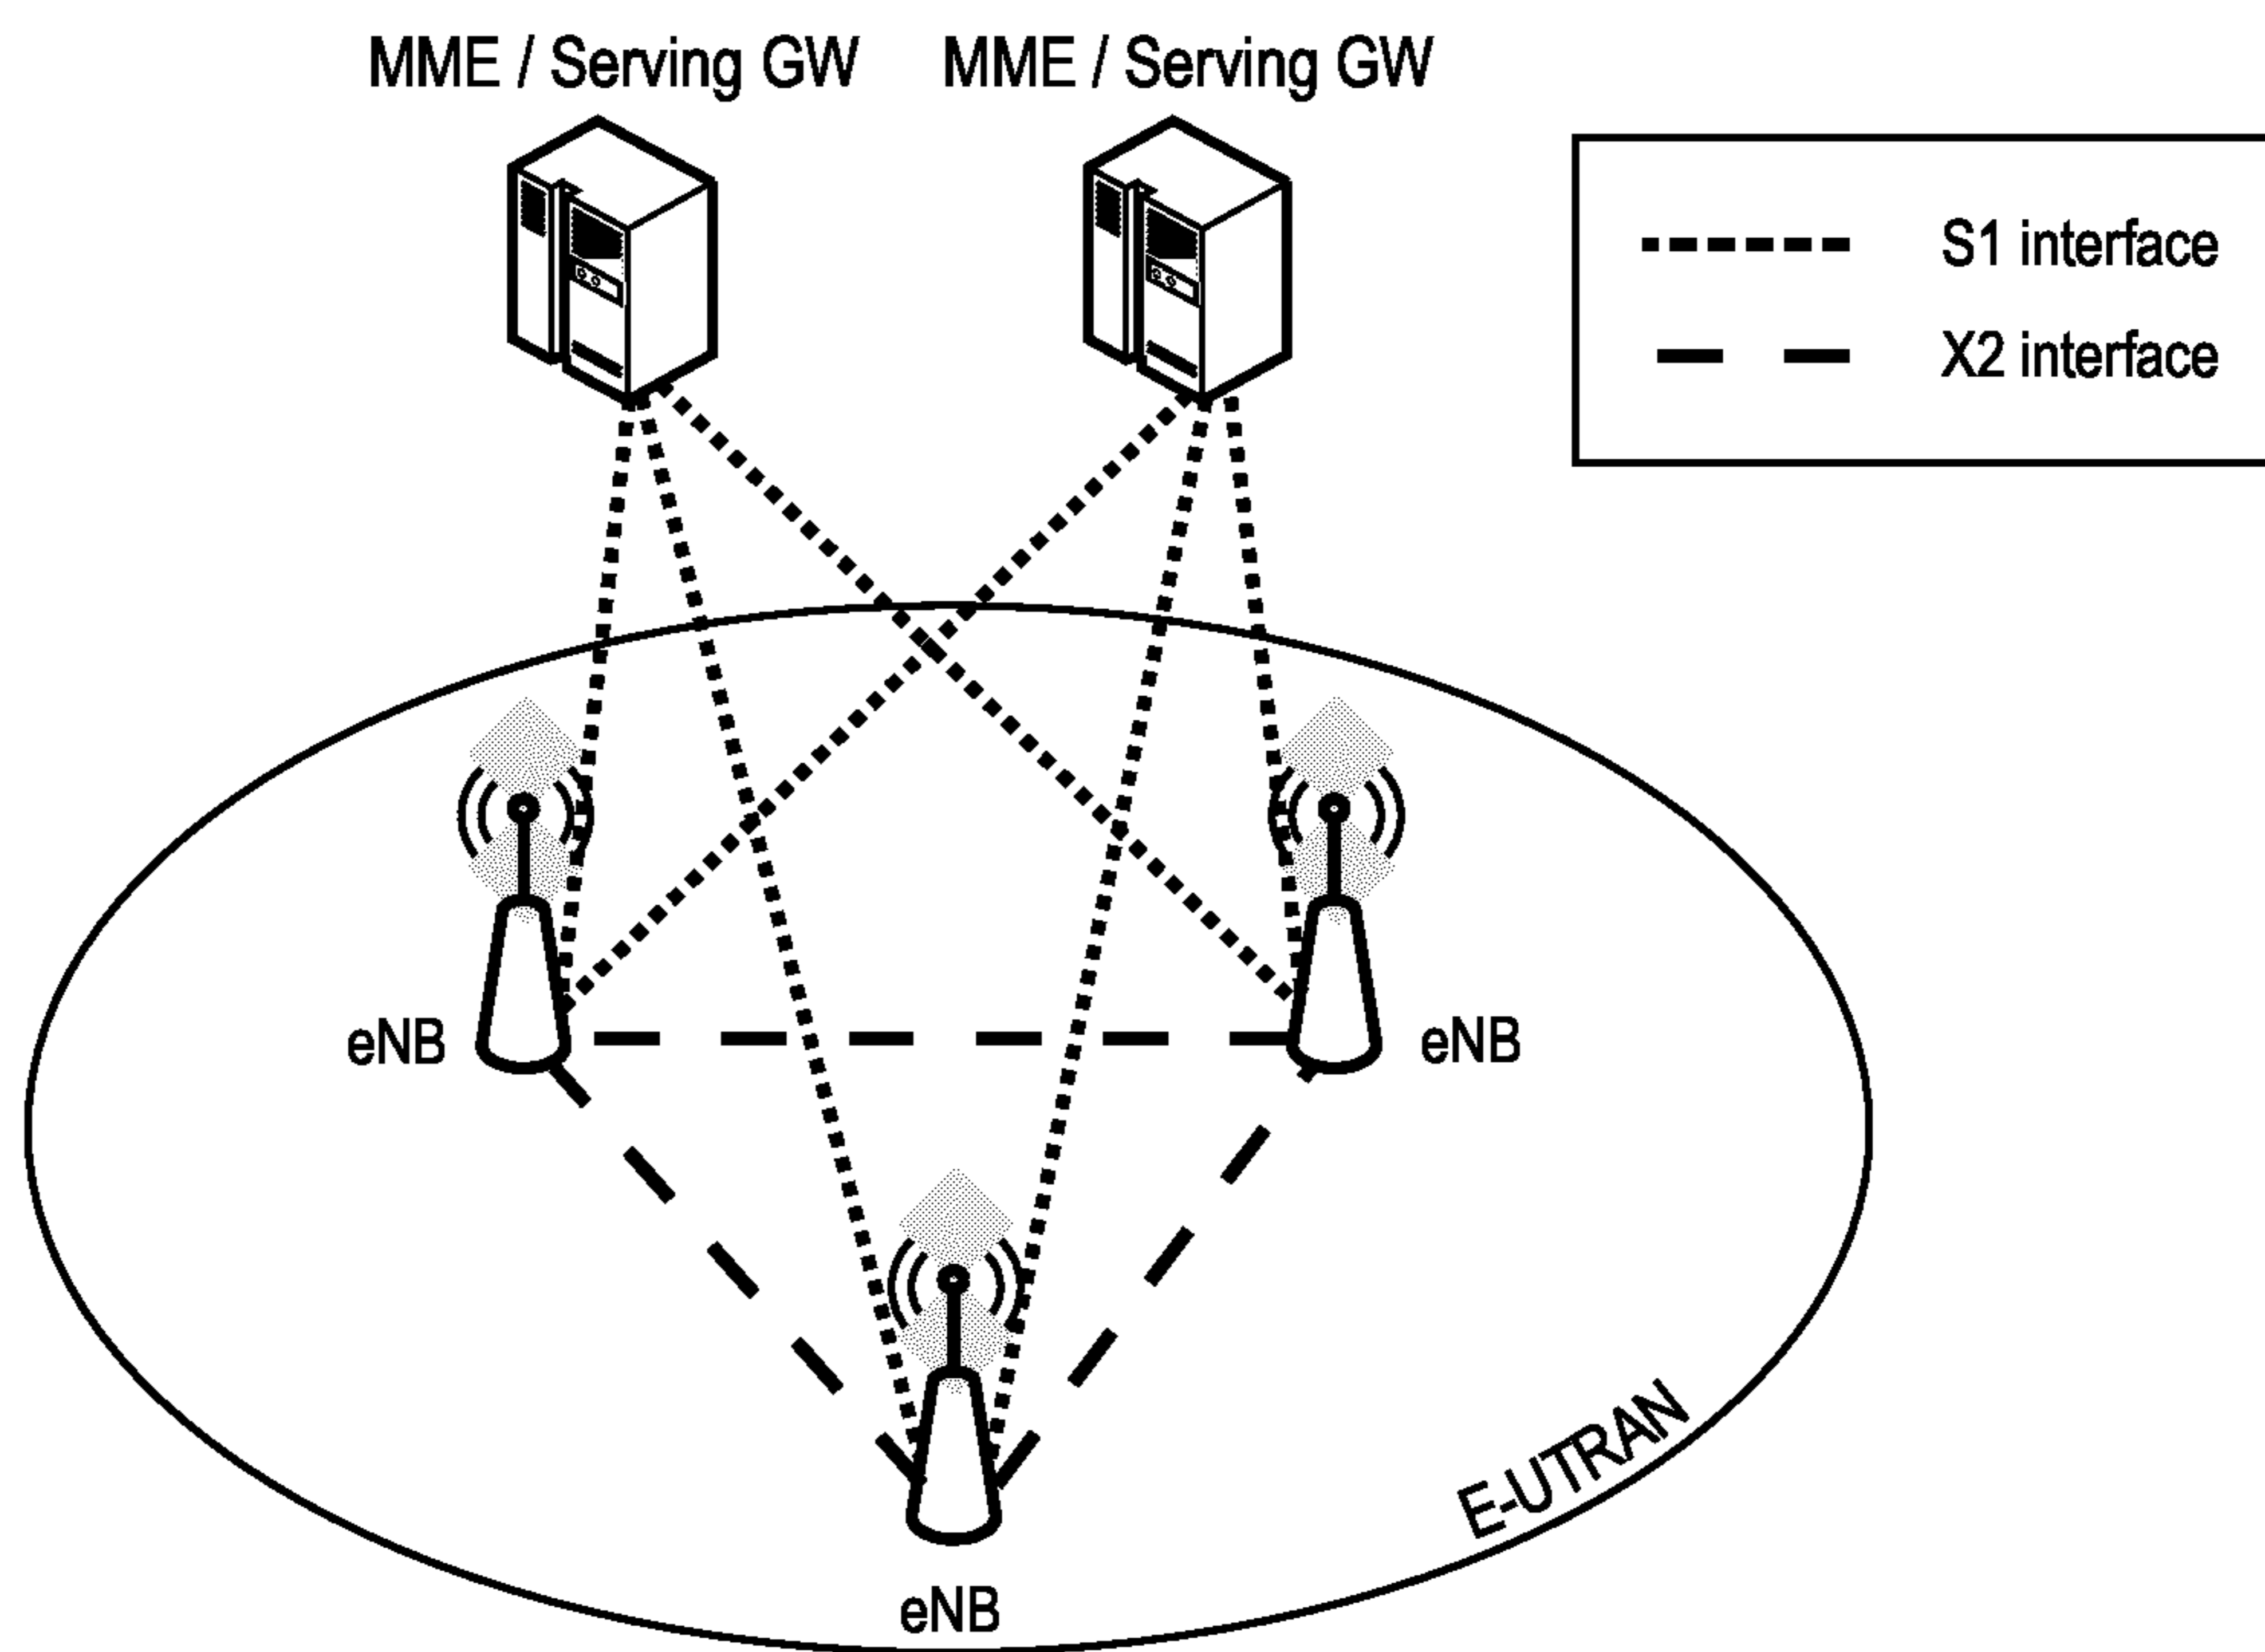 MME / Serving GW
MME / Serving GW
S1 interface
X2 interface
eNB
eNB
E-UTRAN
eNB